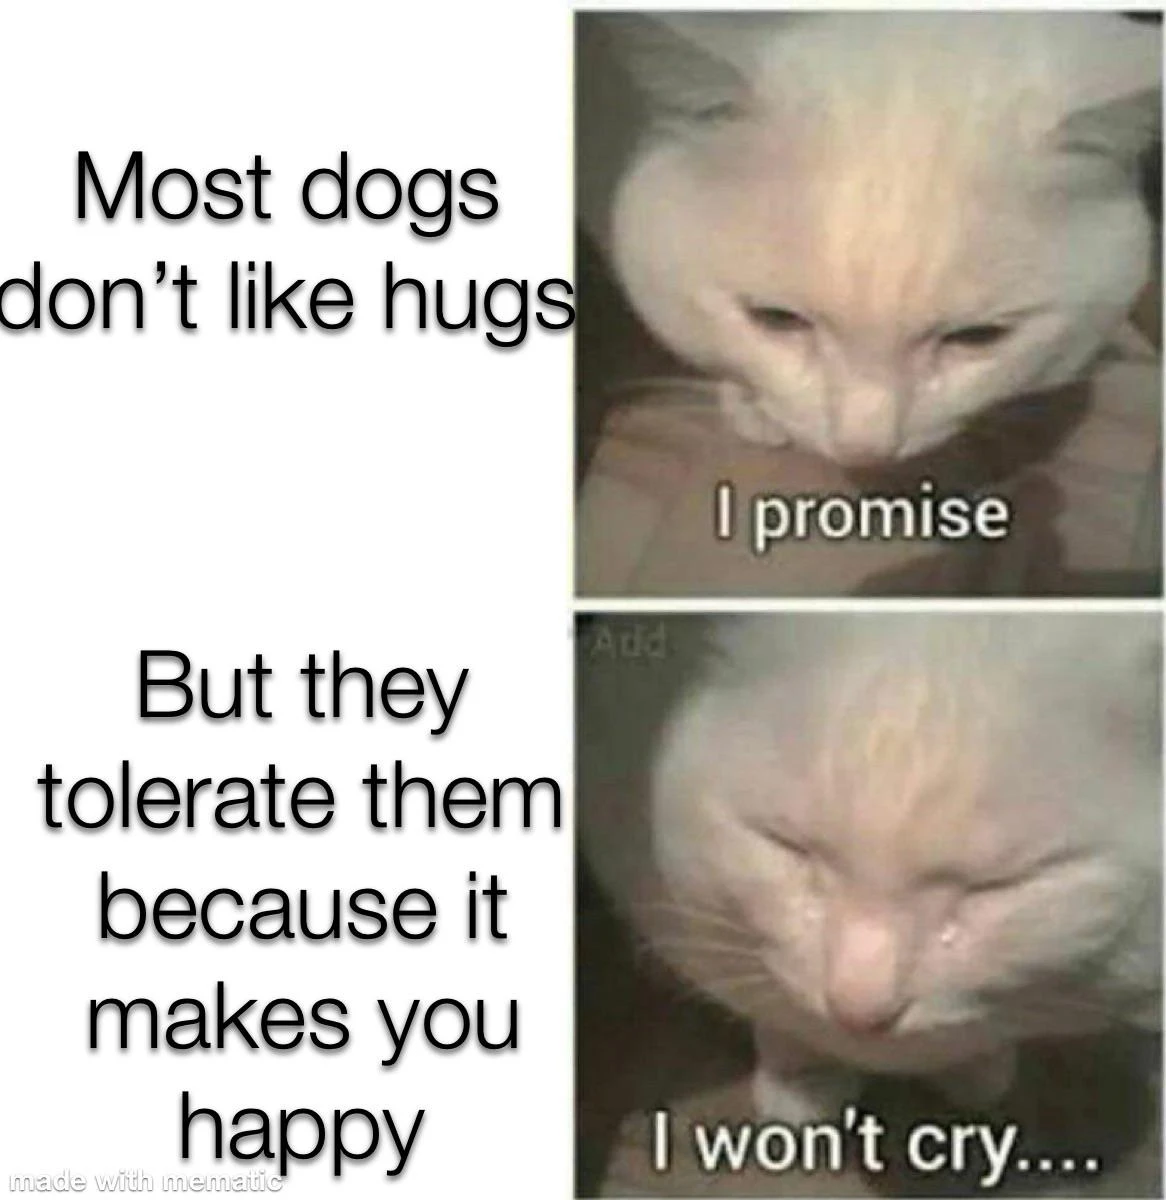 Most dogs
don't like hugs
I promise
Add
But they
tolerate them
because it
makes you
happy
I won't cry....
made with mematic